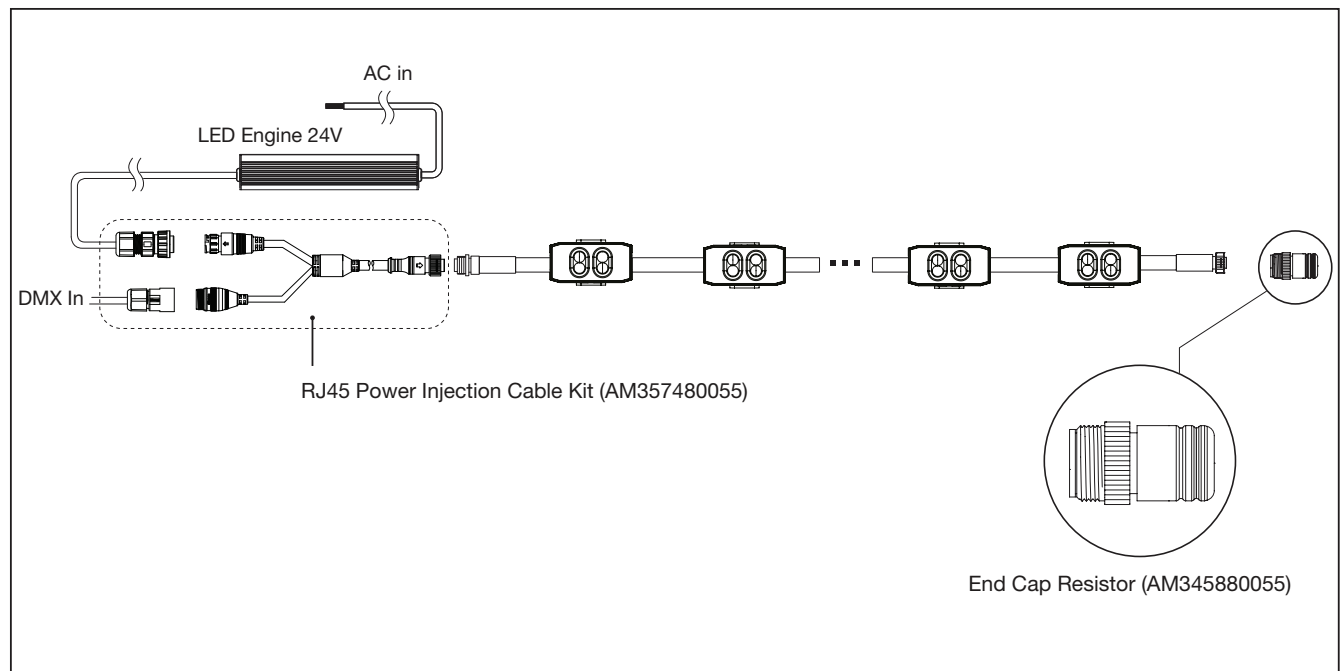 AC in
LED Engine 24V
DMX In
RJ45 Power Injection Cable Kit (AM357480055)
End Cap Resistor (AM345880055)